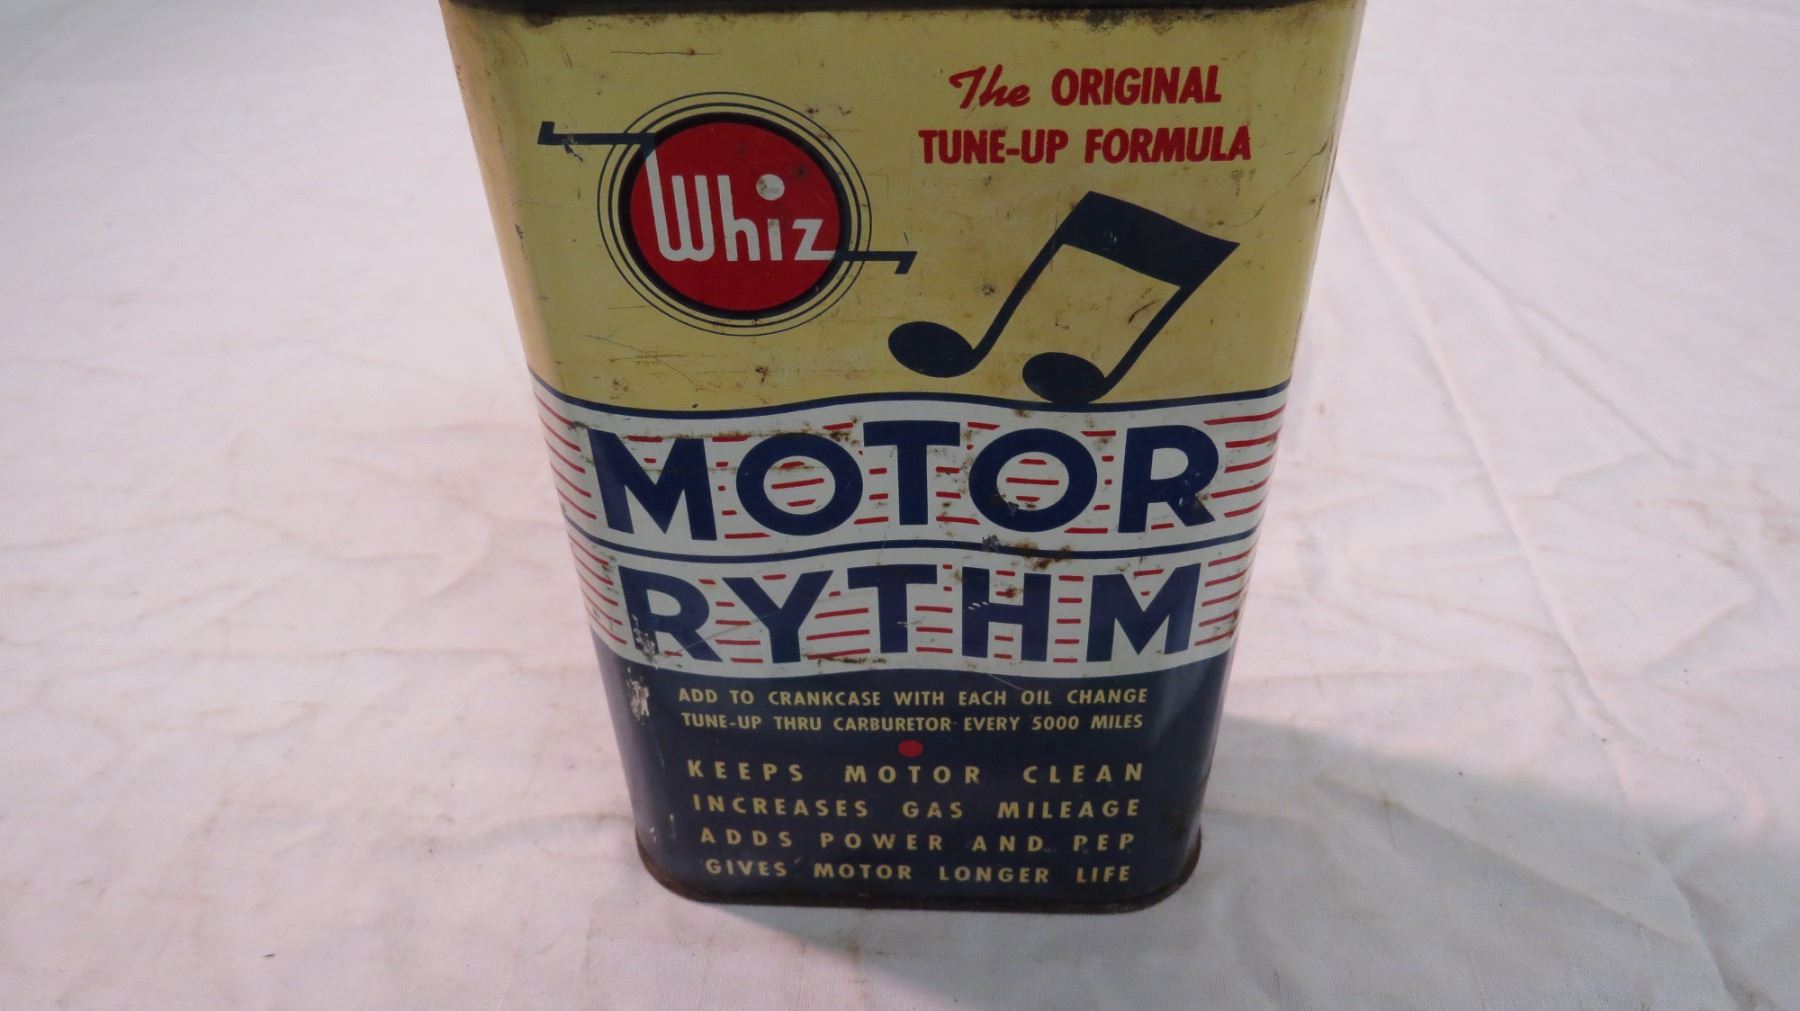 The ORIGINAL
TUNE-UP FORMULA
Whiz
MOTOR
RYTHM
ADD TO CRANKCASE WITH EACH OIL CHANGE
TUNE-UP THRU CARBURETOR EVERY 5000 MILES
KEEPS MOTOR CLEAN
INCREASES GAS MILEAGE
ADDS POWER AND PEP
GIVES MOTOR LONGER LIFE